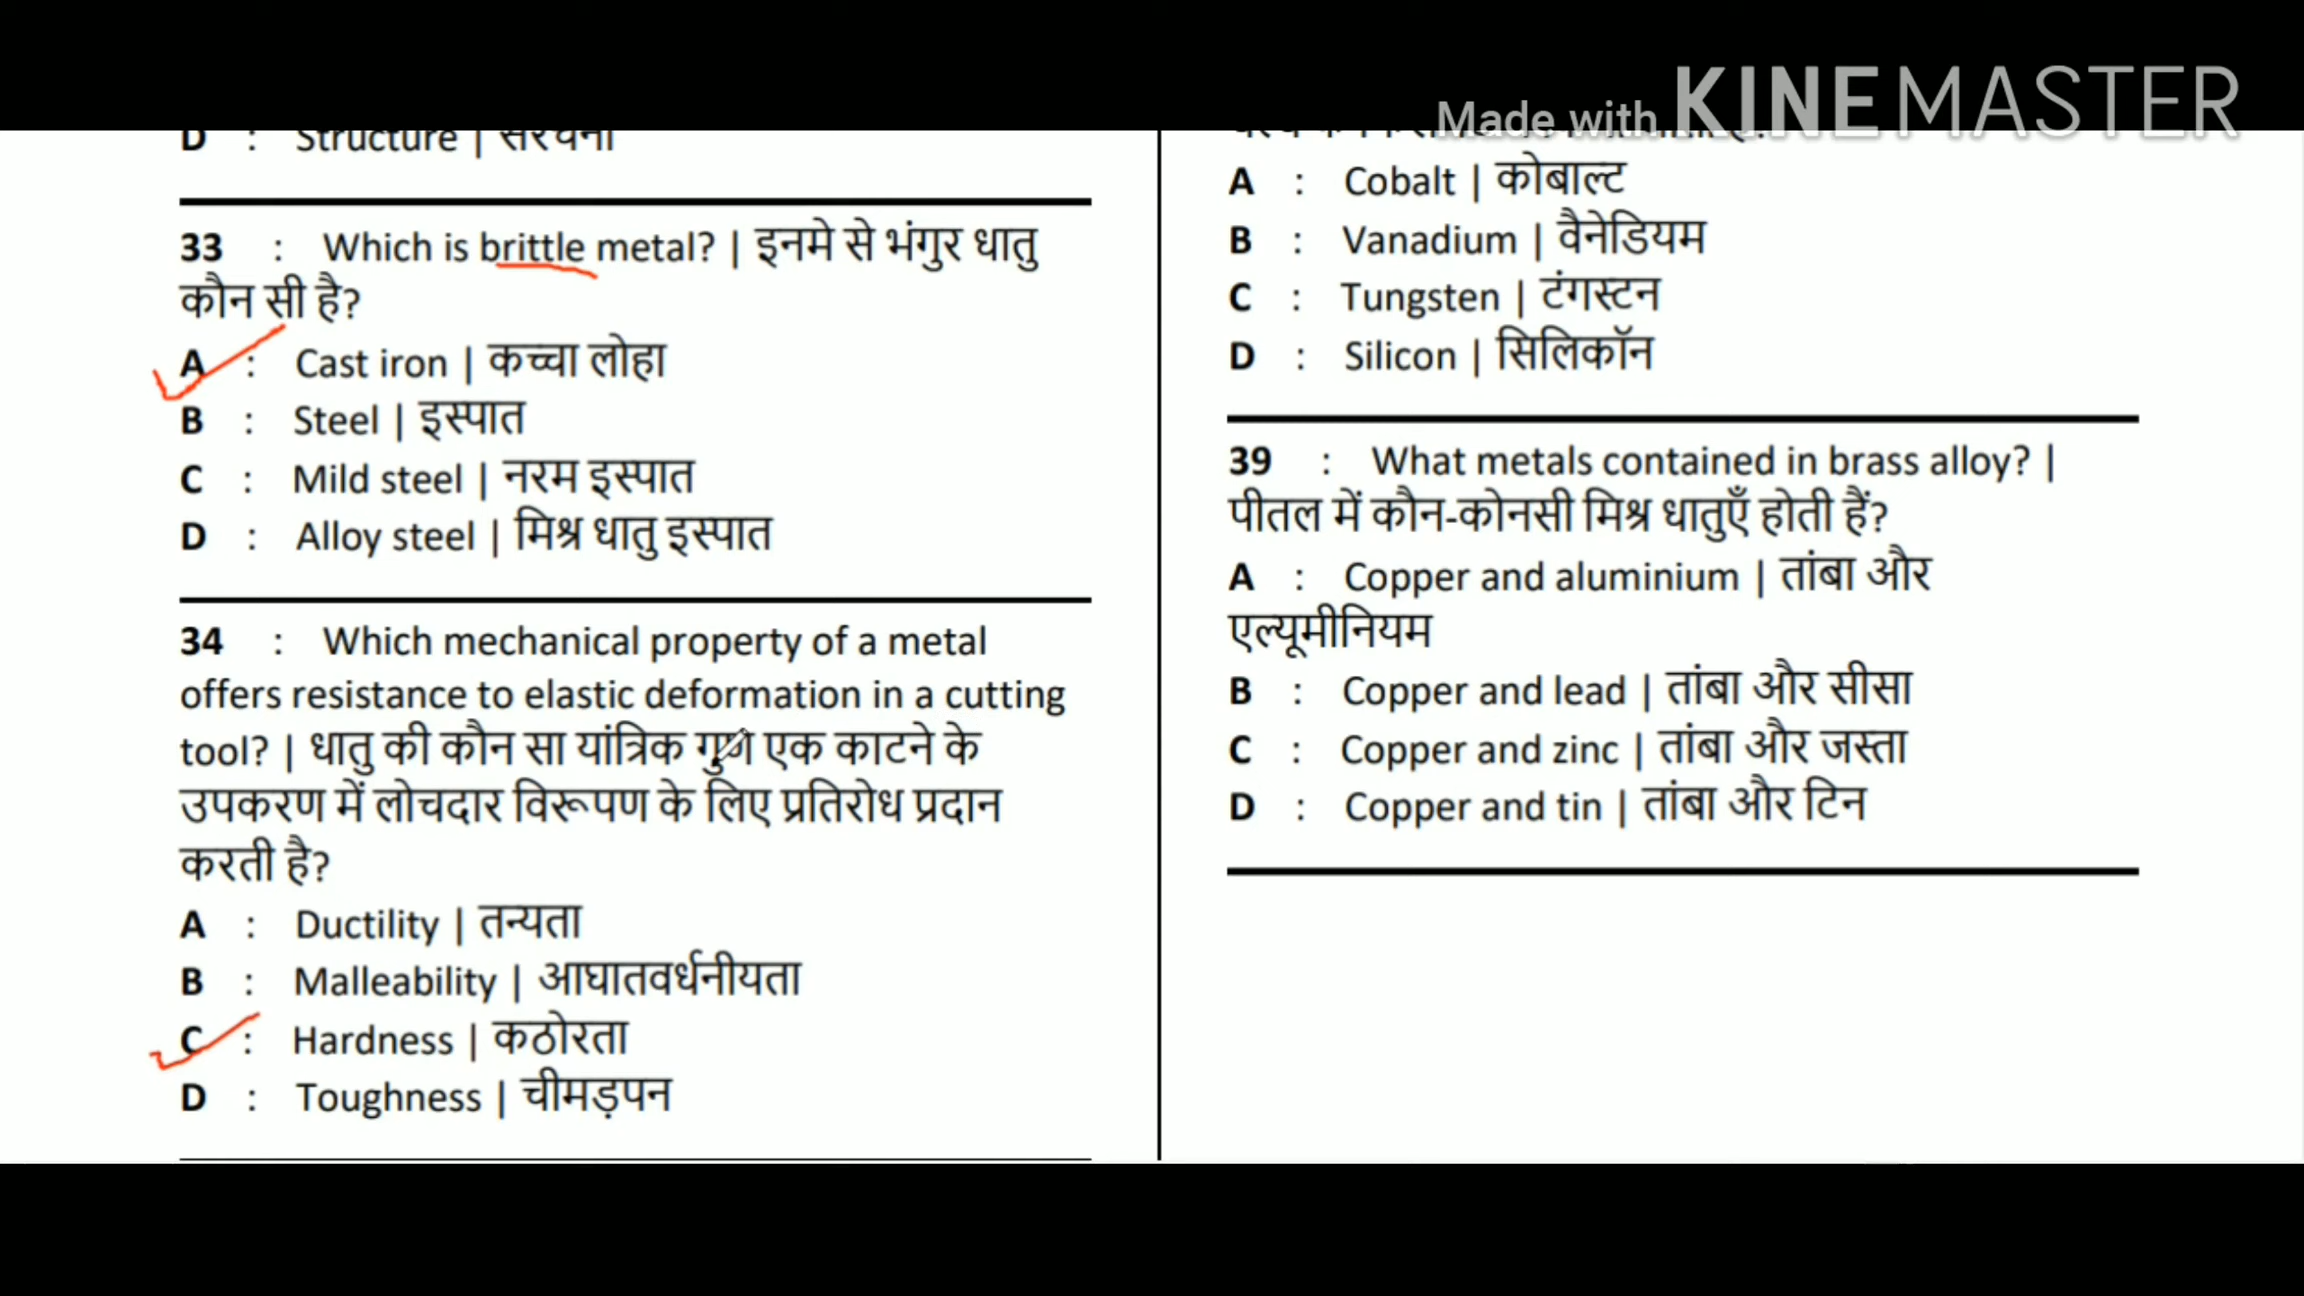 Made with KINEMASTER
D : Structure | संरचना
33 : Which is brittle metal? | इनमे से भंगुर धातु
कौन सी है?
A : Cast iron | कच्चा लोहा
B : Steel | इस्पात
C : Mild steel | नरम इस्पात
D : Alloy steel | मिश्र धातु इस्पात
34 : Which mechanical property of a metal
offers resistance to elastic deformation in a cutting
tool? | धातु की कौन सा यांत्रिक गुण एक काटने के
उपकरण में लोचदार विरूपण के लिए प्रतिरोध प्रदान
करती है?
A : Ductility | तन्यता
B : Malleability | आघातवर्धनीयता
C : Hardness | कठोरता
D : Toughness | चीमड़पन
A : Cobalt | कोबाल्ट
B : Vanadium | वैनेडियम
C : Tungsten | टंगस्टन
D : Silicon | सिलिकॉन
39 : What metals contained in brass alloy? |
पीतल में कौन-कोनसी मिश्र धातुएँ होती हैं?
A : Copper and aluminium | तांबा और
एल्यूमीनियम
B : Copper and lead | तांबा और सीसा
C : Copper and zinc | तांबा और जस्ता
D : Copper and tin | तांबा और टिन